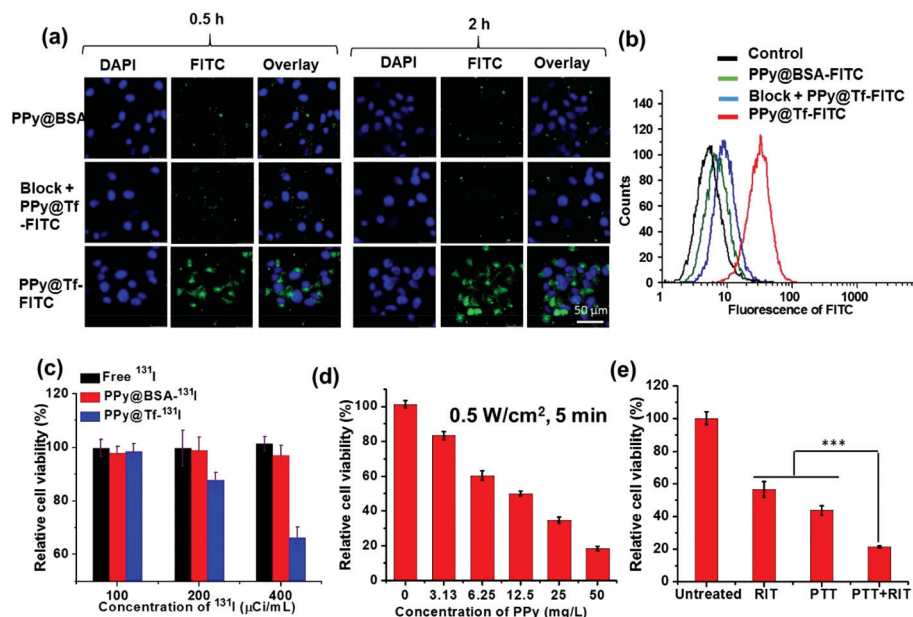 0.5 h
2 h
(a)
DAPI FITC Overlay
DAPI FITC Overlay
PPy@BSA
Block +
PPy@Tf
-FITC
PPy@Tf-
FITC
50 μm
(b)
Control
PPy@BSA-FITC
Block + PPy@Tf-FITC
PPy@Tf-FITC
Counts
140
120
100
80
60
40
20
0
1 10 100 1000
Fluorescence of FITC
(c)
Free ¹³¹I
PPy@BSA-¹³¹I
PPy@Tf-¹³¹I
Relative cell viability (%)
120
100
80
60
100 200 400
Concentration of ¹³¹I (μCi/mL)
(d)
0.5 W/cm², 5 min
Relative cell viability (%)
100
80
60
40
20
0
0 3.13 6.25 12.5 25 50
Concentration of PPy (mg/L)
(e)
***
Relative cell viability (%)
120
100
80
60
40
20
0
Untreated RIT PTT PTT+RIT